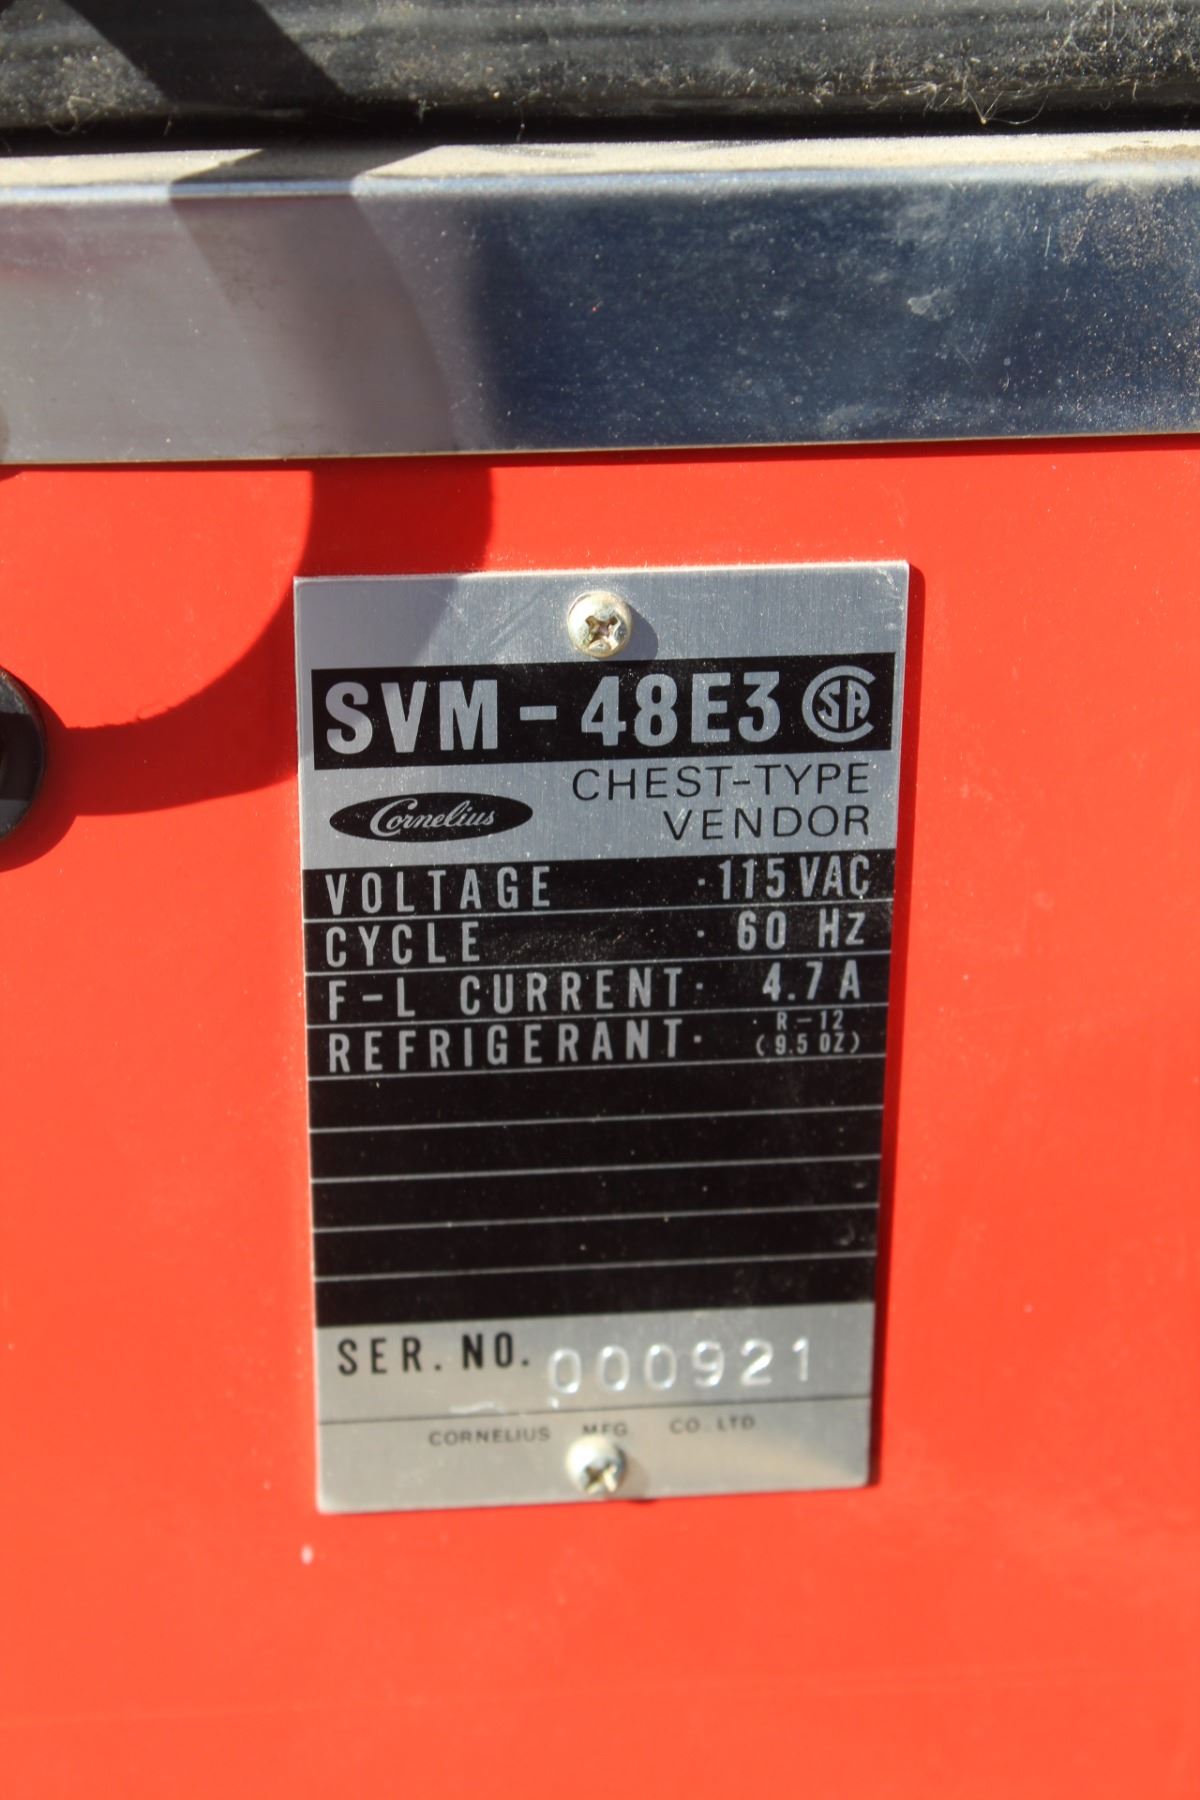 SVM-48E3 CSA
CHEST-TYPE
Cornelius VENDOR
VOLTAGE · 115 VAC
CYCLE · 60 Hz
F-L CURRENT · 4.7 A
REFRIGERANT · R-12
(9.5 OZ)
SER. NO. 000921
CORNELIUS MFG. CO. LTD